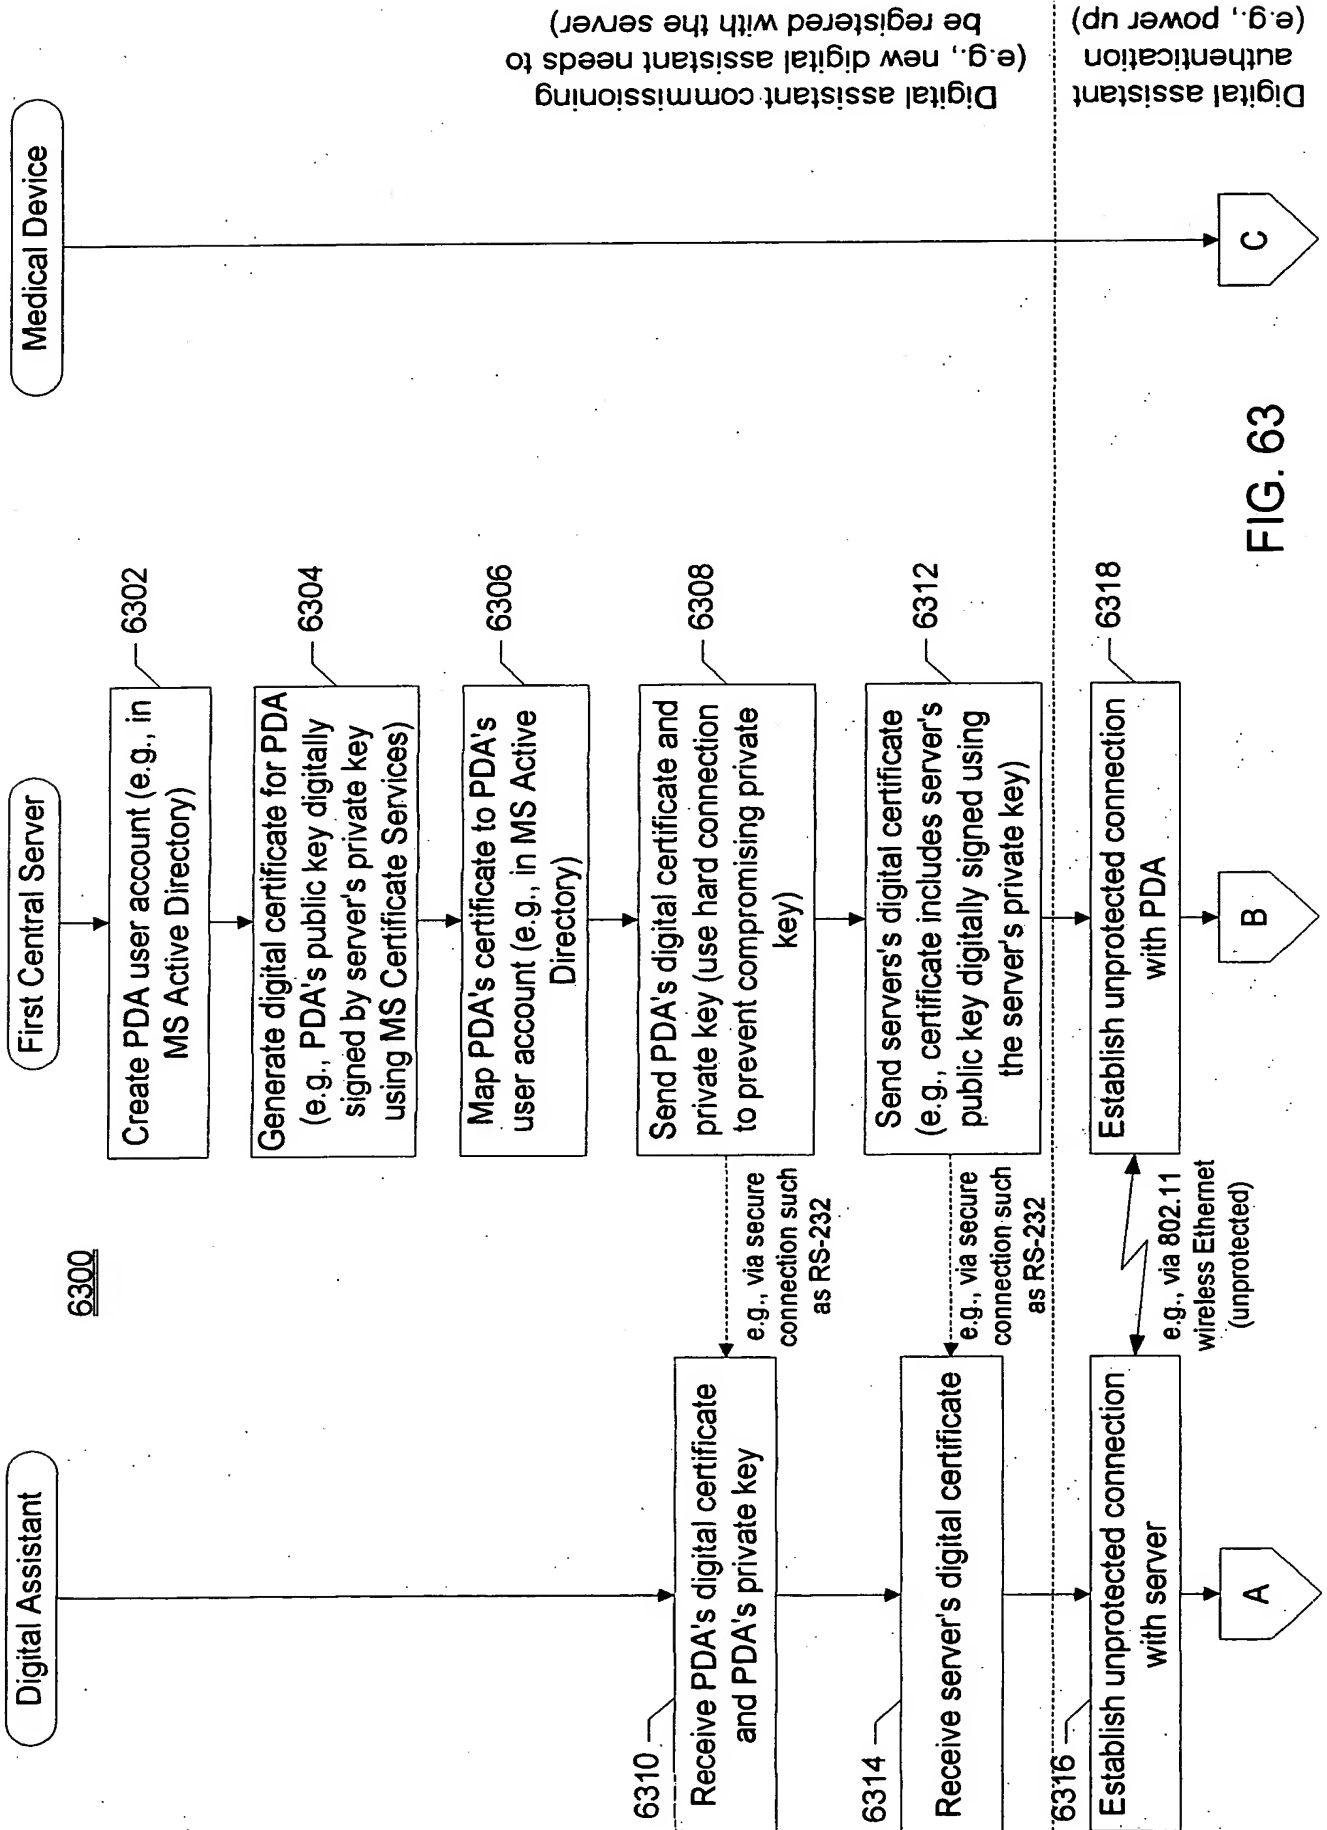 6300
Digital Assistant
First Central Server
Medical Device
Create PDA user account (e.g., in
MS Active Directory)
6302
Generate digital certificate for PDA
(e.g., PDA's public key digitally
signed by server's private key
using MS Certificate Services)
6304
Map PDA's certificate to PDA's
user account (e.g., in MS Active
Directory)
6306
Send PDA's digital certificate and
private key (use hard connection
to prevent compromising private
key)
6308
e.g., via secure
connection such
as RS-232
6310
Receive PDA's digital certificate
and PDA's private key
Send servers's digital certificate
(e.g., certificate includes server's
public key digitally signed using
the server's private key)
6312
e.g., via secure
connection such
as RS-232
6314
Receive server's digital certificate
Digital assistant commissioning
(e.g., new digital assistant needs to
be registered with the server)
6316
Establish unprotected connection
with server
e.g., via 802.11
wireless Ethernet
(unprotected)
Establish unprotected connection
with PDA
6318
Digital assistant
authentication
(e.g., power up)
A
B
C
FIG. 63